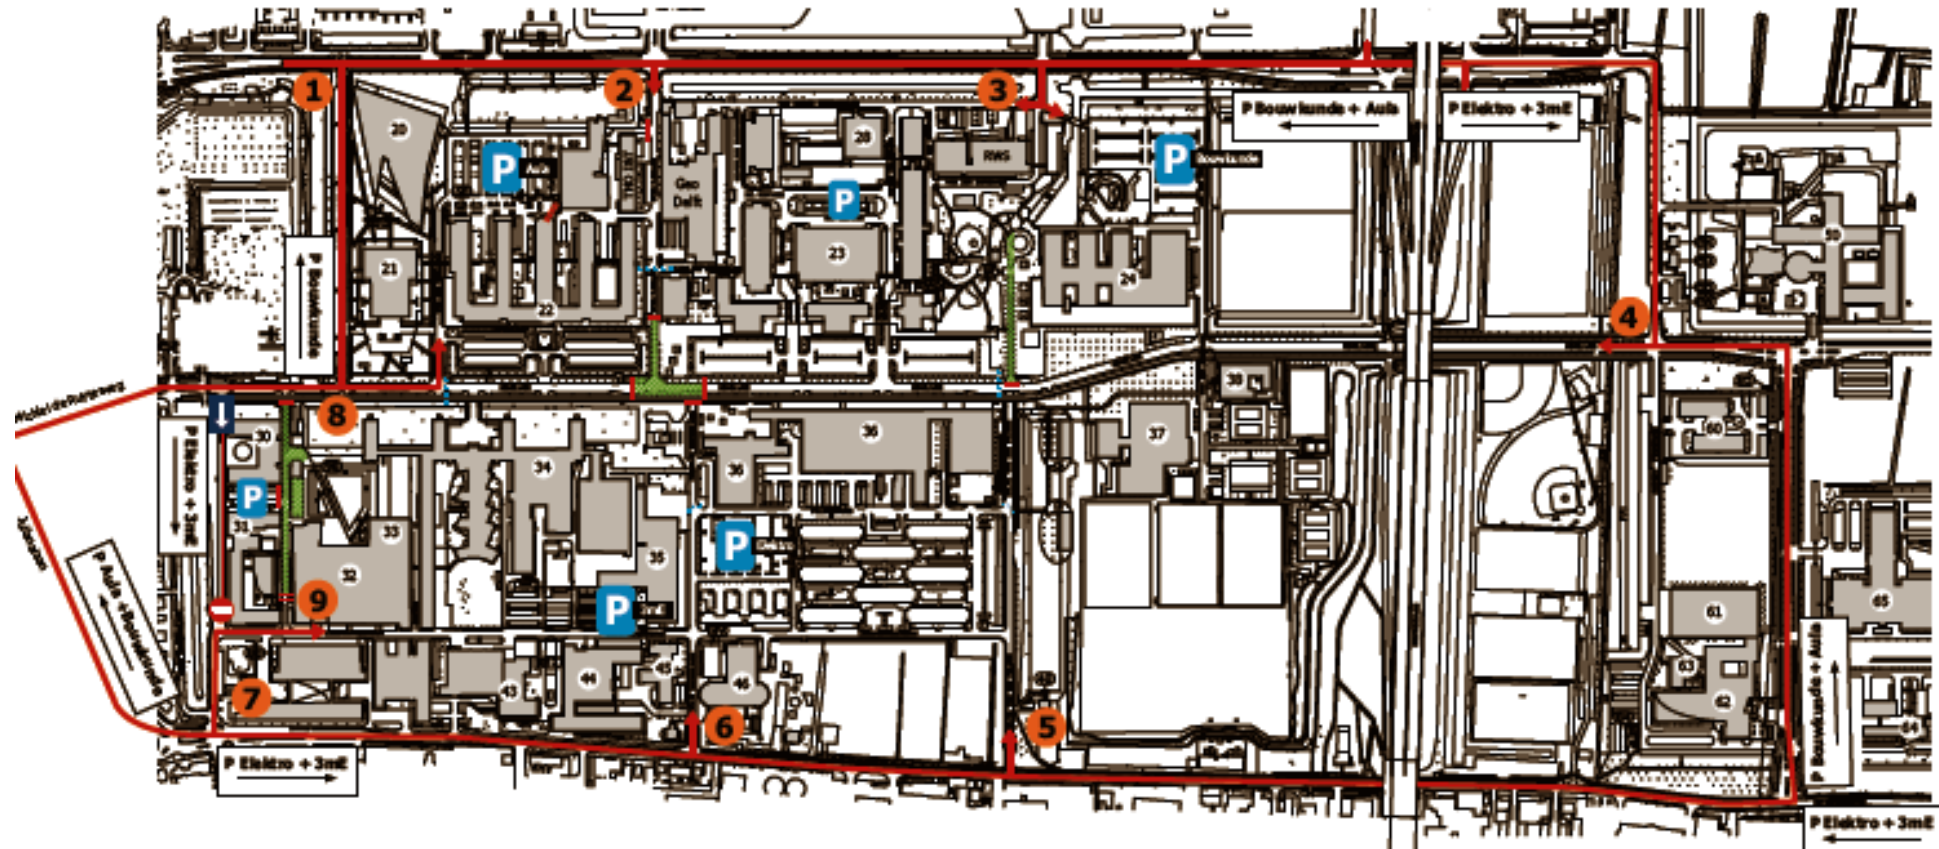 1
2
3
P Bouwkunde + Aula
P Elektro + 3mE
20
P
28
RWS
P
Bouwkunde
TNO
Geo
Delft
P
P Bouwkunde
21
22
23
24
50
4
8
30
P Elektro + 3mE
P
31
33
32
34
35
36
36
37
38
60
P
9
P
61
65
P Aula + Bouwkunde
7
43
44
45
46
6
5
63
62
64
P Bouwkunde + Aula
P Elektro + 3mE
P Elektro + 3mE